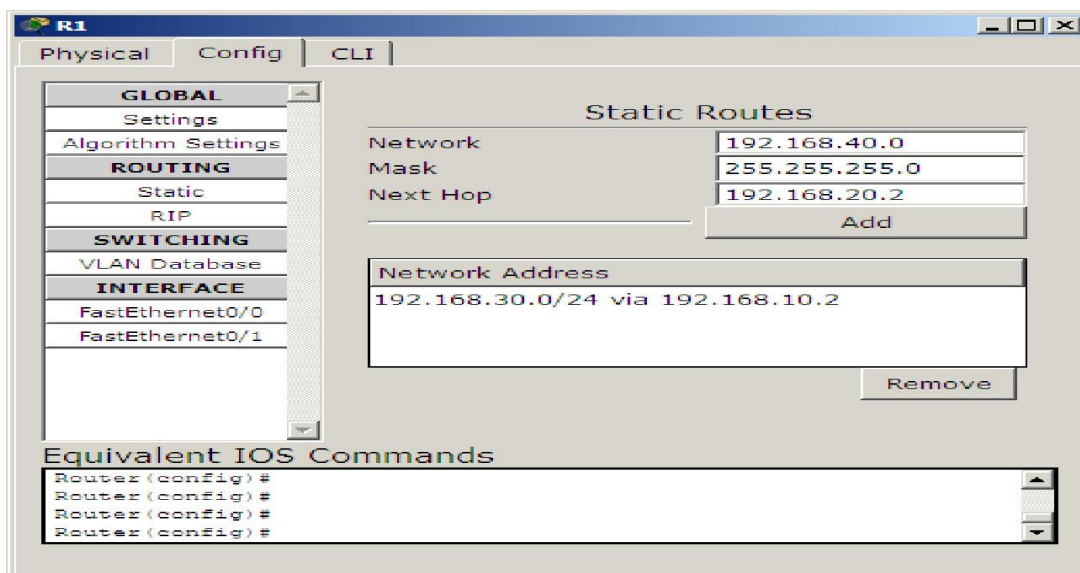 R1
Physical Config CLI
GLOBAL
Settings
Algorithm Settings
ROUTING
Static
RIP
SWITCHING
VLAN Database
INTERFACE
FastEthernet0/0
FastEthernet0/1
Static Routes
Network 192.168.40.0
Mask 255.255.255.0
Next Hop 192.168.20.2
Add
Network Address
192.168.30.0/24 via 192.168.10.2
Remove
Equivalent IOS Commands
Router(config)#
Router(config)#
Router(config)#
Router(config)#